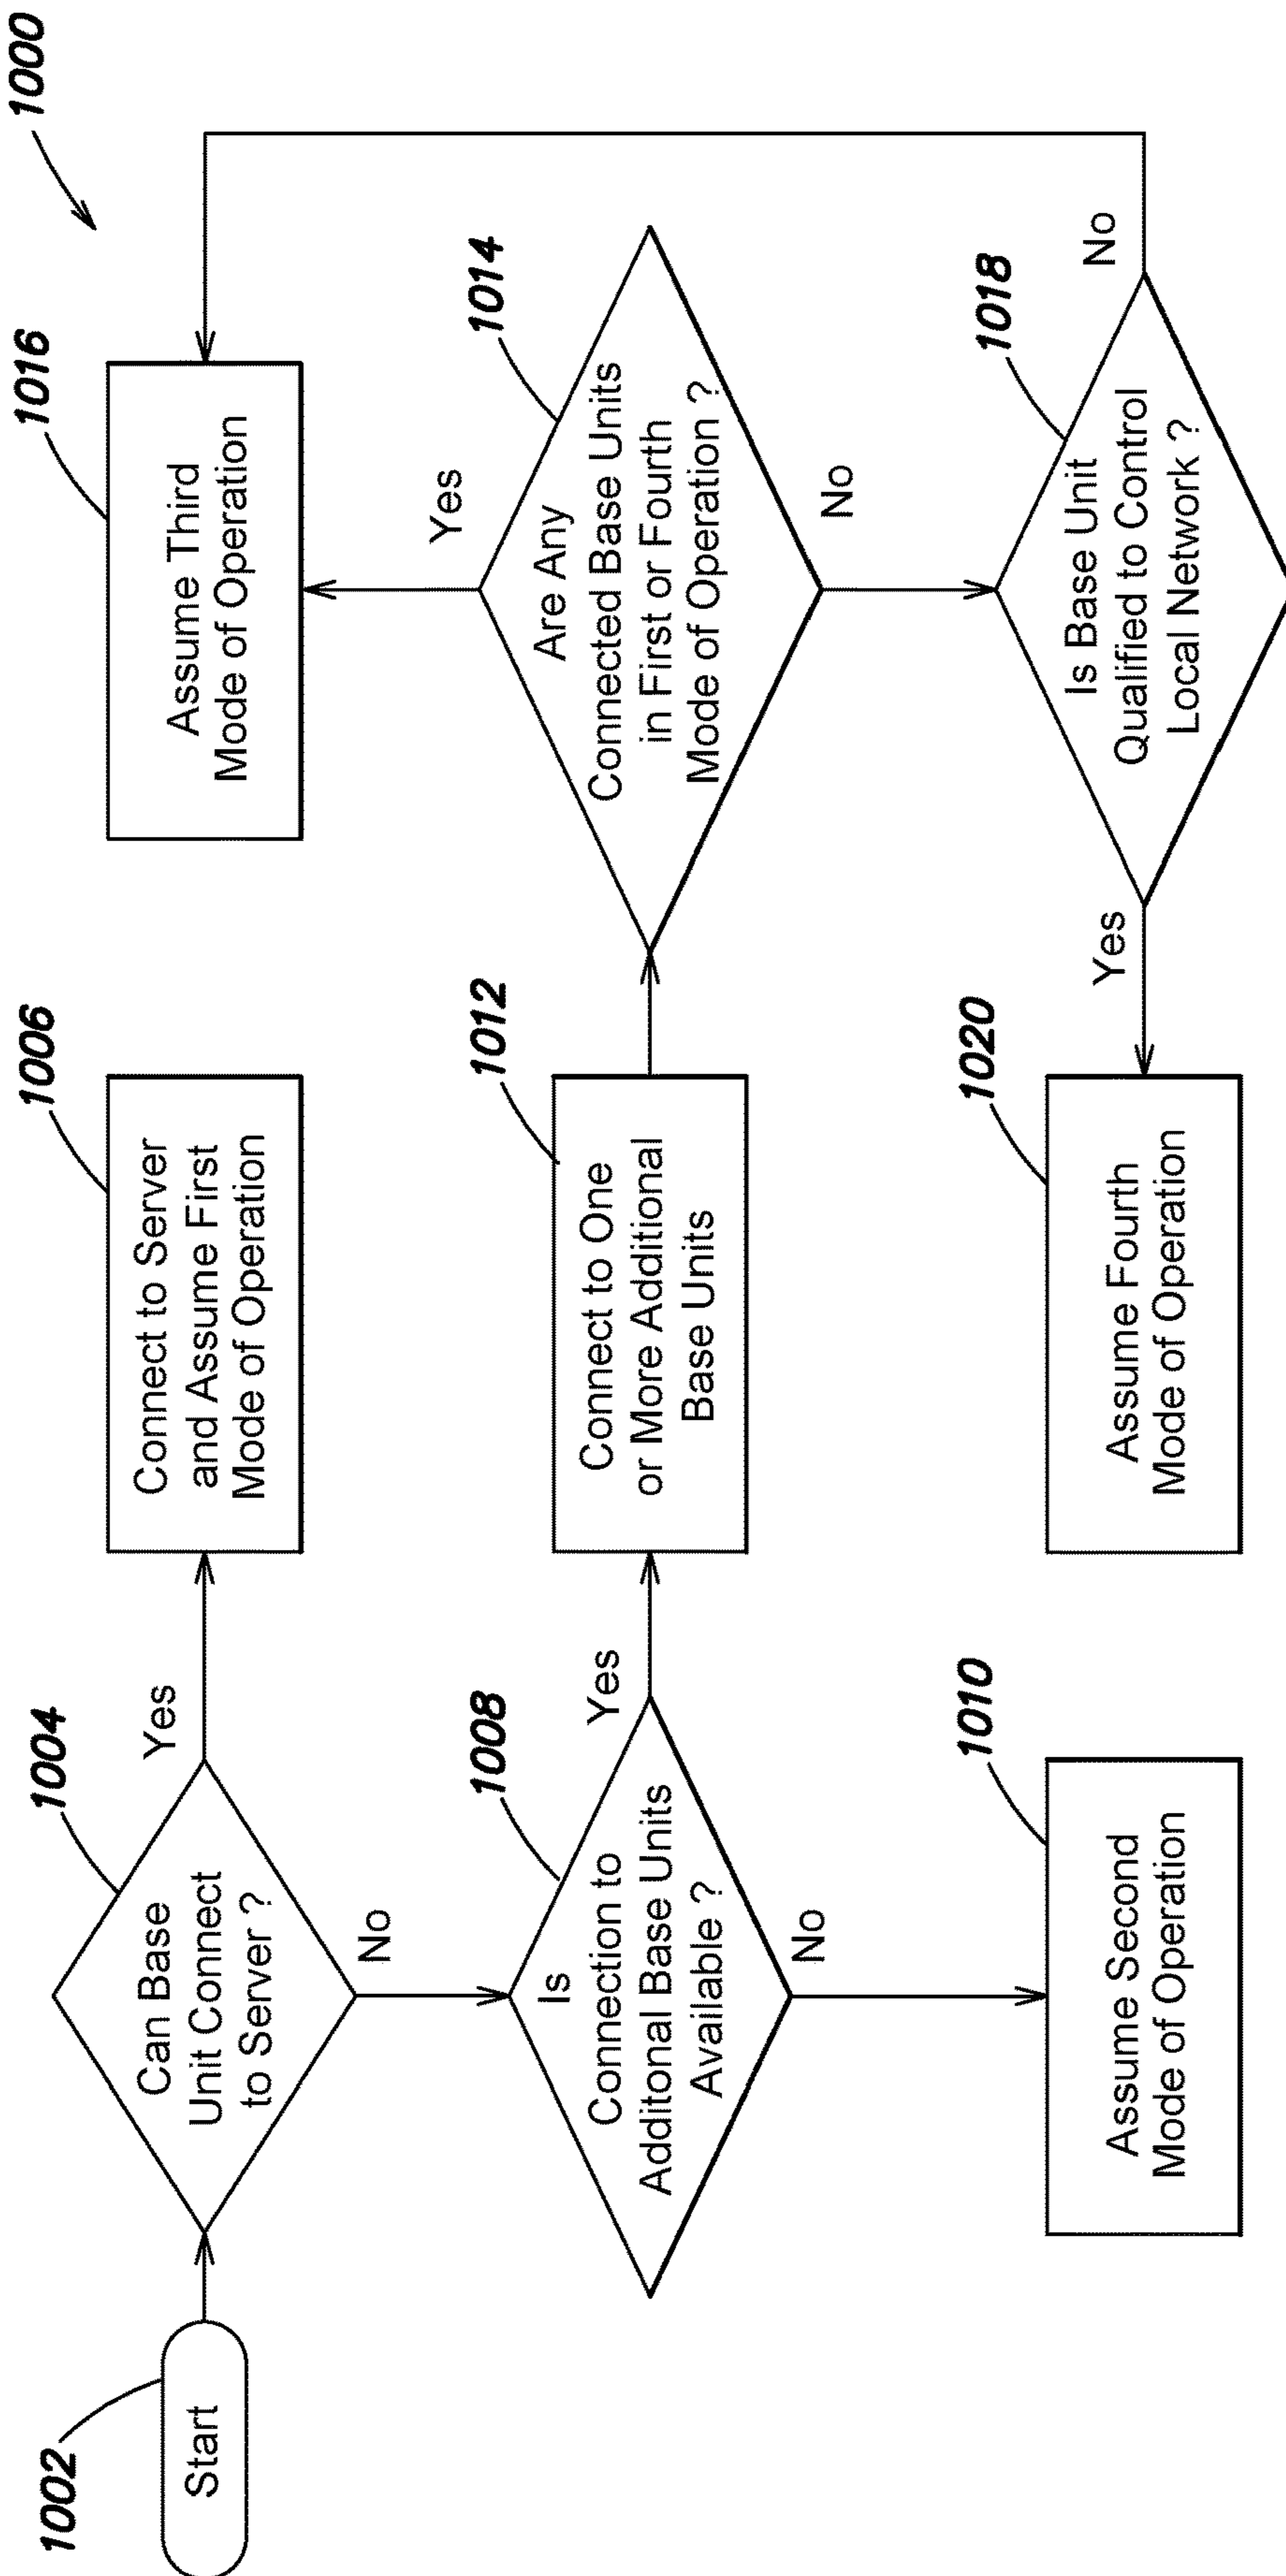 1000
1002
Start
1004
Can Base
Unit Connect
to Server ?
Yes
No
1006
Connect to Server
and Assume First
Mode of Operation
1008
Is
Connection to
Additonal Base Units
Available ?
Yes
No
1010
Assume Second
Mode of Operation
1012
Connect to One
or More Additional
Base Units
1014
Are Any
Connected Base Units
in First or Fourth
Mode of Operation ?
Yes
No
1016
Assume Third
Mode of Operation
1018
Is Base Unit
Qualified to Control
Local Network ?
No
Yes
1020
Assume Fourth
Mode of Operation